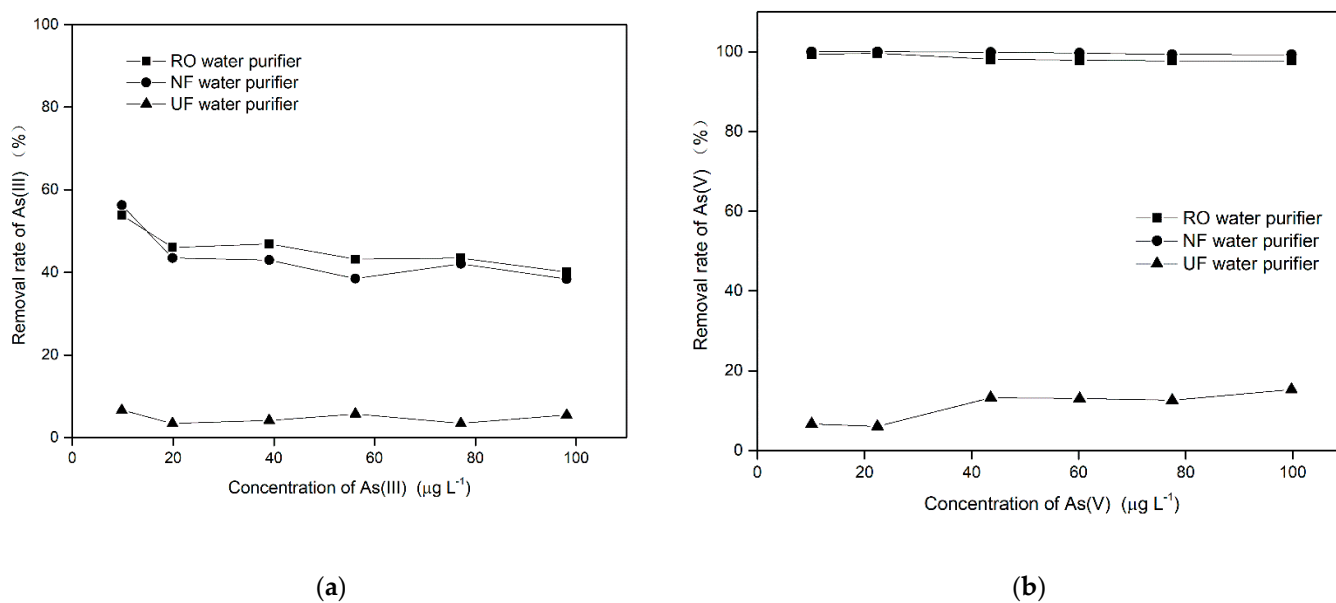 100
80
60
40
20
0
Removal rate of As(III) （%）
RO water purifier
NF water purifier
UF water purifier
0 20 40 60 80 100
Concentration of As(III) (μg L⁻¹)
(a)
100
80
60
40
20
0
Removal rate of As(V) （%）
RO water purifier
NF water purifier
UF water purifier
0 20 40 60 80 100
Concentration of As(V) (μg L⁻¹)
(b)